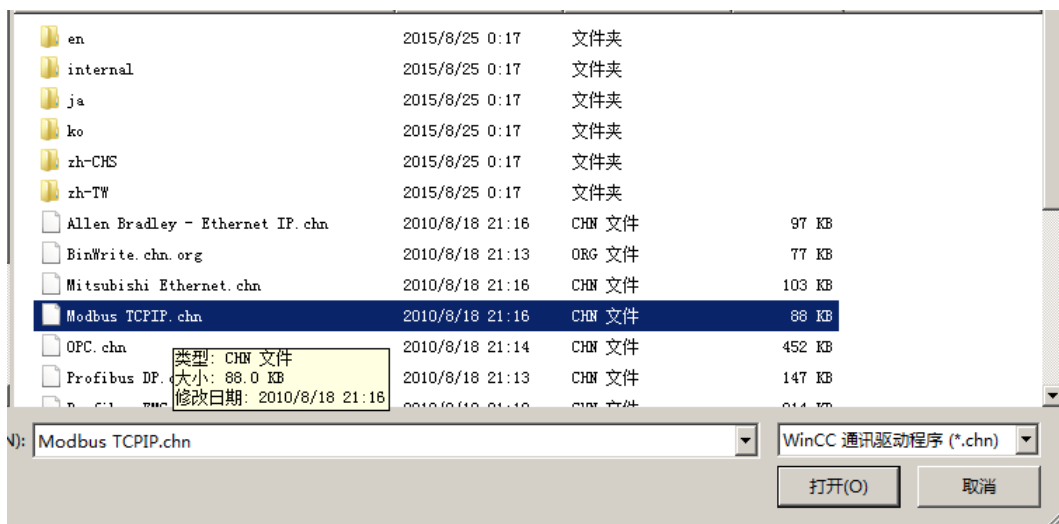 en 2015/8/25 0:17 文件夹
internal 2015/8/25 0:17 文件夹
ja 2015/8/25 0:17 文件夹
ko 2015/8/25 0:17 文件夹
zh-CHS 2015/8/25 0:17 文件夹
zh-TW 2015/8/25 0:17 文件夹
Allen Bradley - Ethernet IP.chn 2010/8/18 21:16 CHN 文件 97 KB
BinWrite.chn.org 2010/8/18 21:13 ORG 文件 77 KB
Mitsubishi Ethernet.chn 2010/8/18 21:16 CHN 文件 103 KB
Modbus TCPIP.chn 2010/8/18 21:16 CHN 文件 88 KB
OPC.chn 2010/8/18 21:14 CHN 文件 452 KB
Profibus DP. 2010/8/18 21:13 CHN 文件 147 KB
类型: CHN 文件
大小: 88.0 KB
修改日期: 2010/8/18 21:16
N): Modbus TCPIP.chn WinCC 通讯驱动程序 (*.chn)
打开(O) 取消